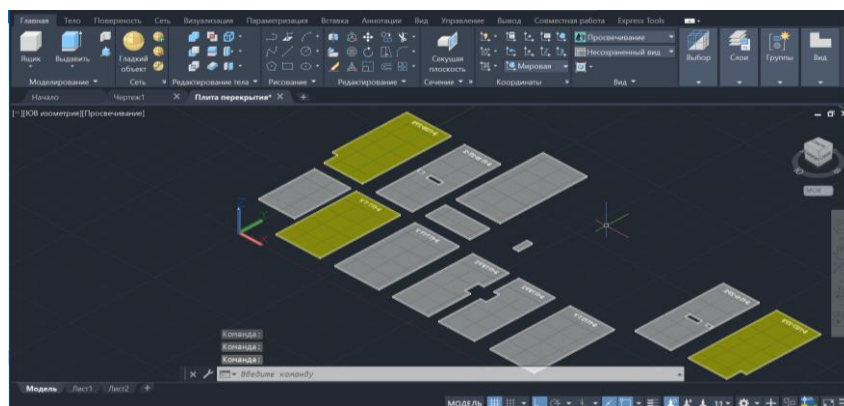 Главная Тело Поверхность Сеть Визуализация Параметризация Вставка Аннотации Вид Управление Вывод Совместная работа Express Tools
Ящик Выдавить Гладкий объект Секущая плоскость Мировая Просвечивание Несохраненный вид Выбор Слои Группы Вид
Моделирование Сеть Редактирование тела Рисование Редактирование Сечение Координаты Вид
Начало Чертеж1 Плита перекрытия*
[−][ЮВ изометрия][Просвечивание]
Z
МСК
Команда:
Команда:
Команда:
Введите команду
Модель Лист1 Лист2 +
МОДЕЛЬ 1:1